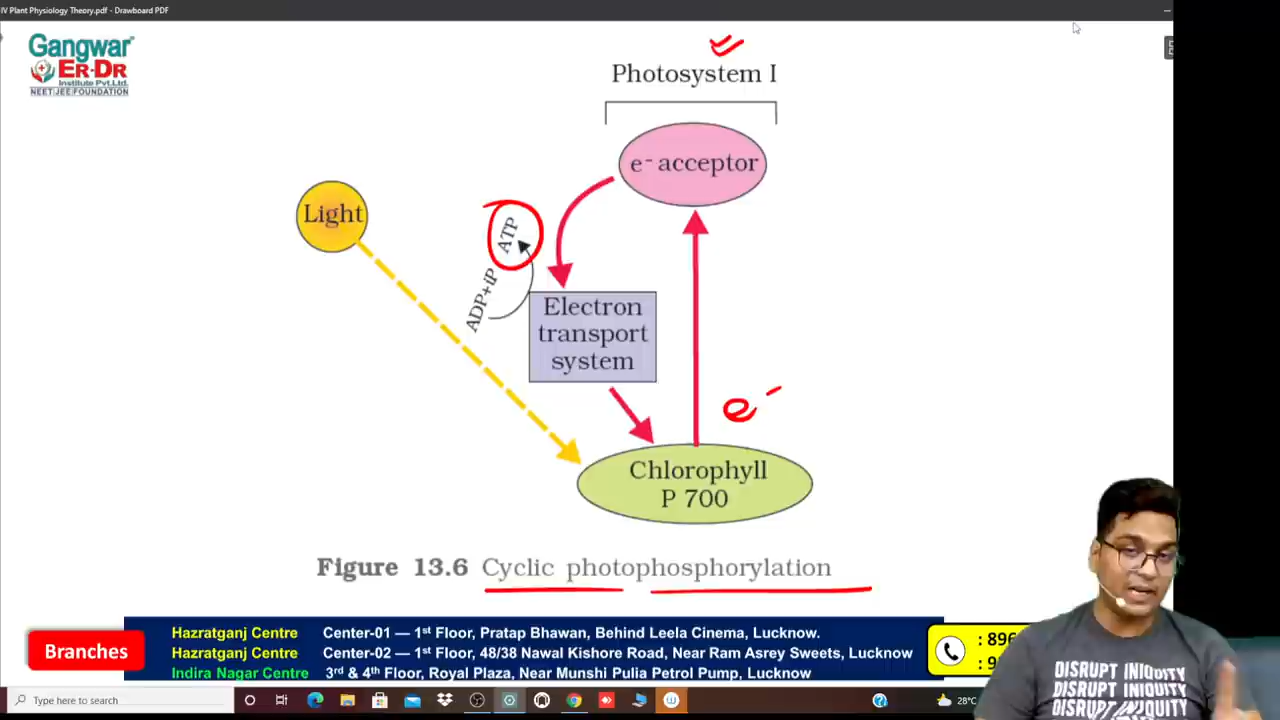 IV Plant Physiology Theory.pdf - Drawboard PDF
Gangwar
ER-DR
Institute Pvt.Ltd.
NEET|JEE|FOUNDATION
Photosystem I
e⁻ acceptor
Light
ATP
ADP+iP
Electron
transport
system
e⁻
Chlorophyll
P 700
Figure 13.6 Cyclic photophosphorylation
Branches
Hazratganj Centre Center-01 — 1st Floor, Pratap Bhawan, Behind Leela Cinema, Lucknow.
Hazratganj Centre Center-02 — 1st Floor, 48/38 Nawal Kishore Road, Near Ram Asrey Sweets, Lucknow
Indira Nagar Centre 3rd & 4th Floor, Royal Plaza, Near Munshi Pulia Petrol Pump, Lucknow
: 896
: 9
DISRUPT INIQUITY
DISRUPT INIQUITY
DISRUPT INIQUITY
Type here to search
28°C